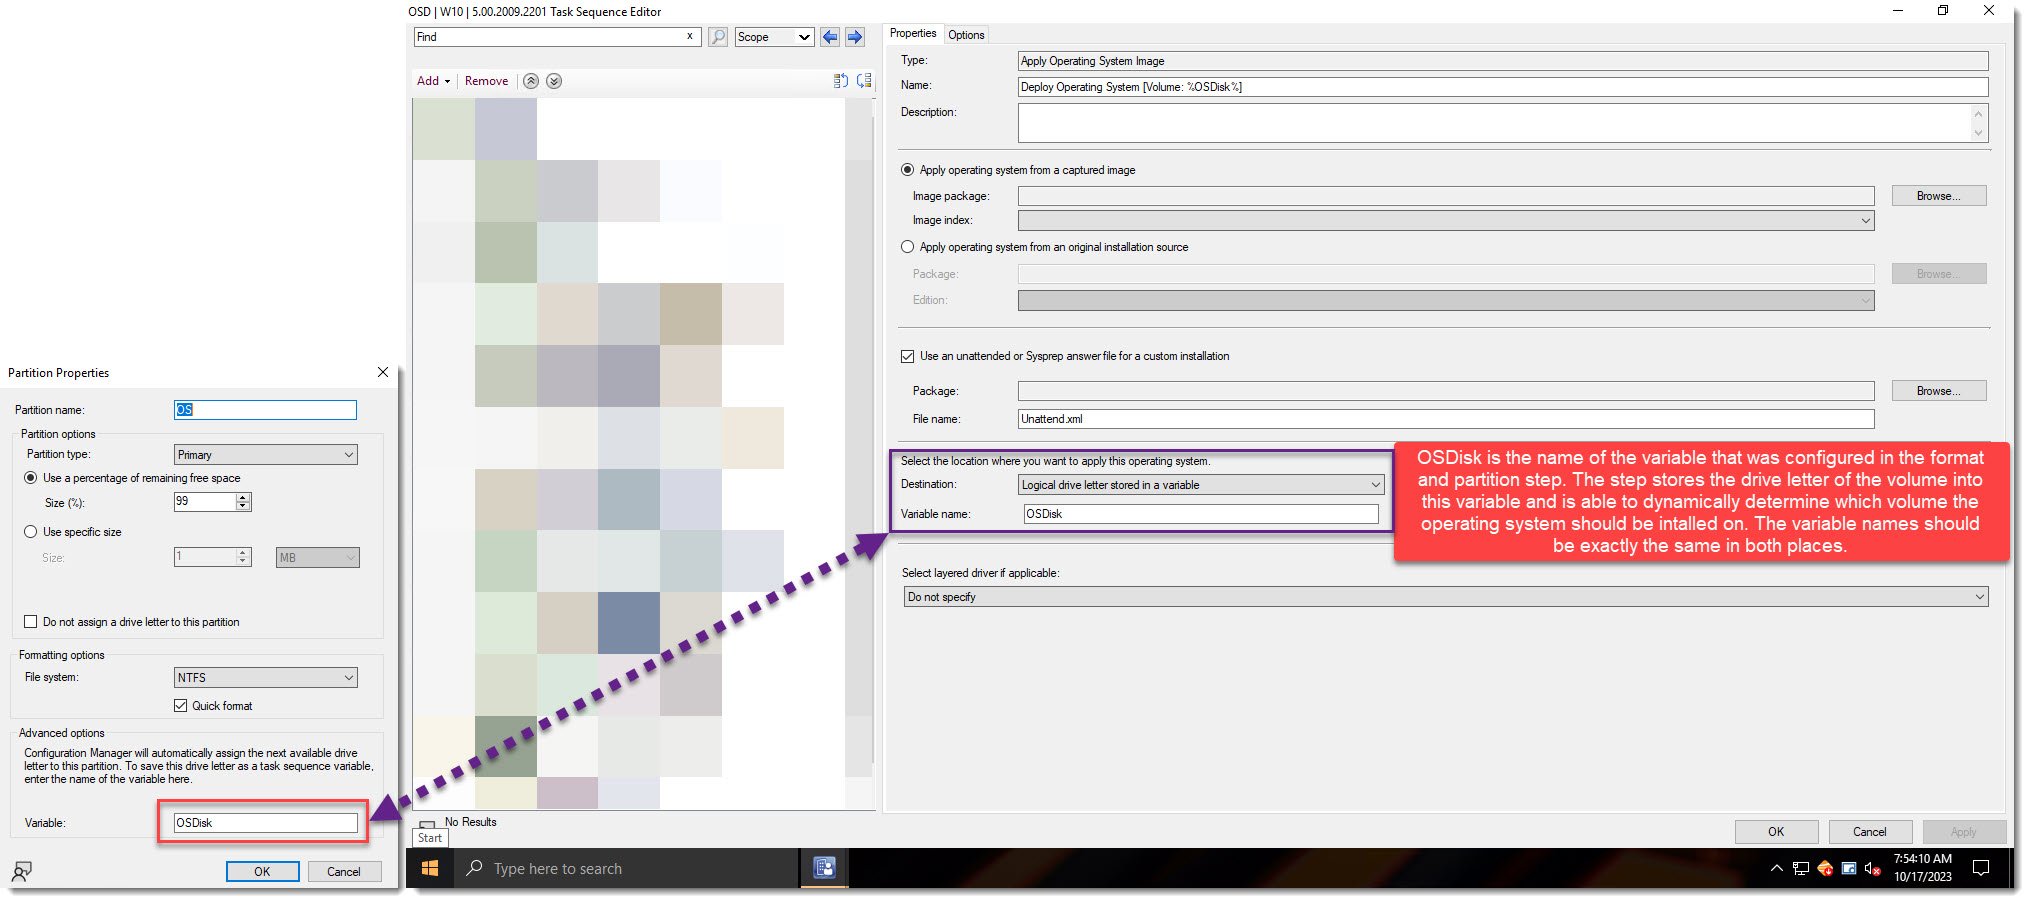 OSD | W10 | 5.00.2009.2201 Task Sequence Editor
Find
x
Scope
Add
Remove
No Results
Start
Properties
Options
Type:
Apply Operating System Image
Name:
Deploy Operating System [Volume: %OSDisk%]
Description:
Apply operating system from a captured image
Image package:
Browse...
Image index:
Apply operating system from an original installation source
Package:
Browse...
Edition:
Use an unattended or Sysprep answer file for a custom installation
Package:
Browse...
File name:
Unattend.xml
Select the location where you want to apply this operating system.
Destination:
Logical drive letter stored in a variable
Variable name:
OSDisk
OSDisk is the name of the variable that was configured in the format
and partition step. The step stores the drive letter of the volume into
this variable and is able to dynamically determine which volume the
operating system should be intalled on. The variable names should
be exactly the same in both places.
Select layered driver if applicable:
Do not specify
OK
Cancel
Apply
Partition Properties
Partition name:
OS
Partition options
Partition type:
Primary
Use a percentage of remaining free space
Size (%):
99
Use specific size
Size:
1
MB
Do not assign a drive letter to this partition
Formatting options
File system:
NTFS
Quick format
Advanced options
Configuration Manager will automatically assign the next available drive
letter to this partition. To save this drive letter as a task sequence variable,
enter the name of the variable here.
Variable:
OSDisk
OK
Cancel
Type here to search
7:54:10 AM
10/17/2023